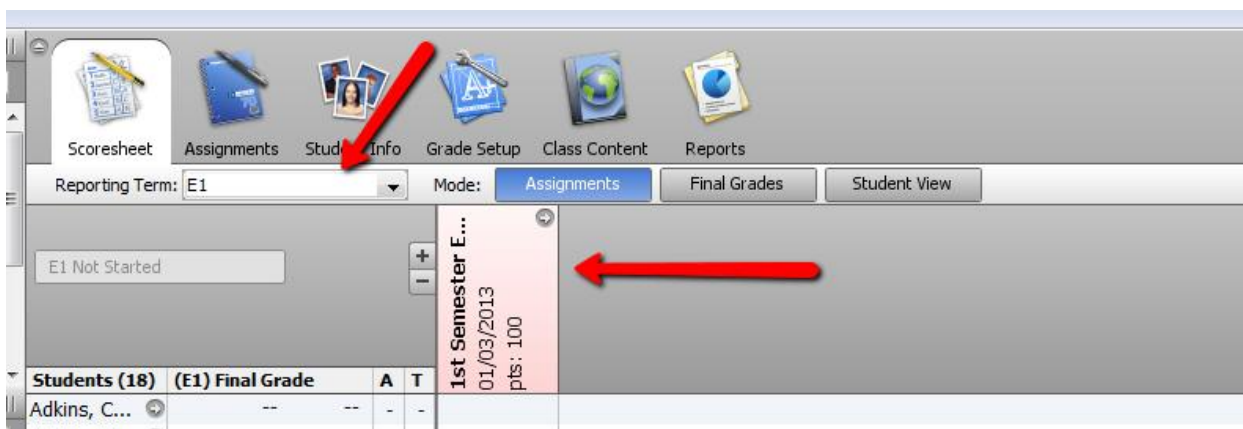 Scoresheet Assignments Student Info Grade Setup Class Content Reports
Reporting Term: E1 Mode: Assignments Final Grades Student View
E1 Not Started
+
−
1st Semester E...
01/03/2013
pts: 100
Students (18) (E1) Final Grade A T
Adkins, C... -- -- - -